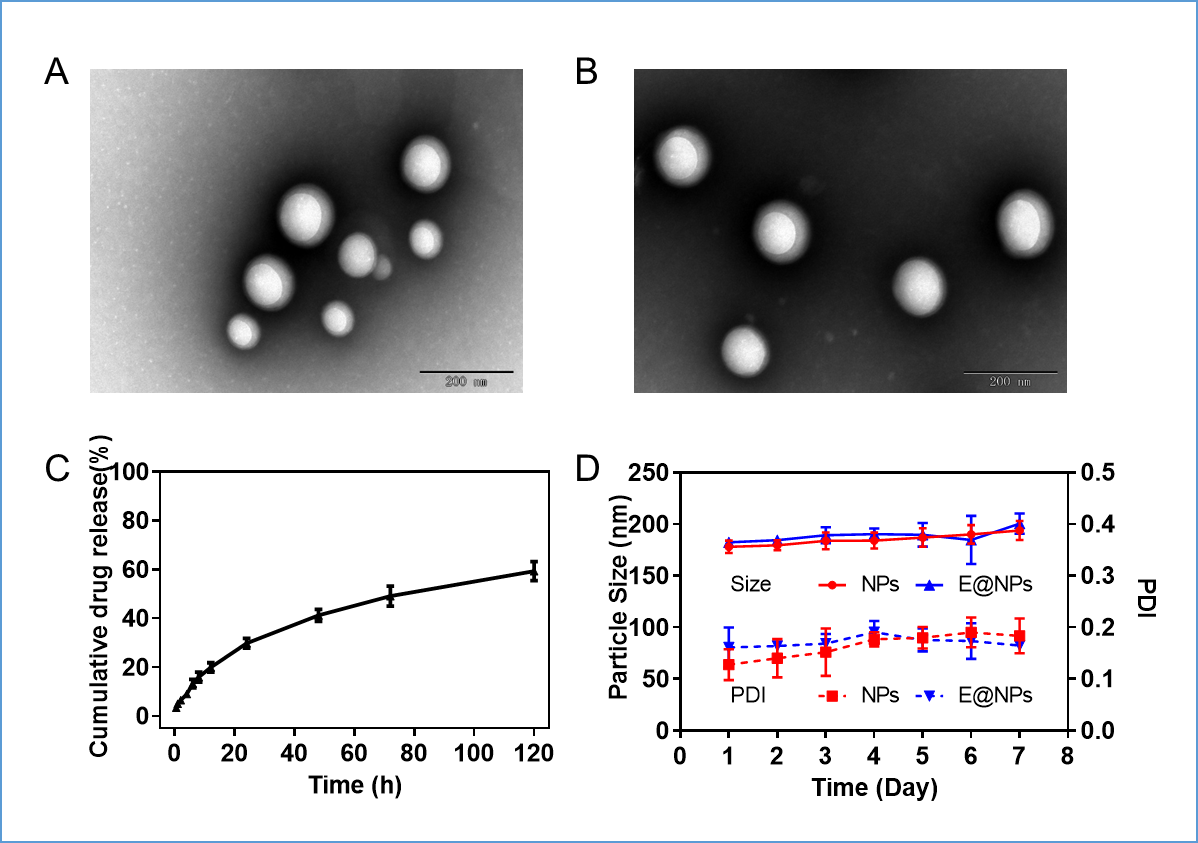 A
B
200 nm
200 nm
C
Cumulative drug release(%)
100
80
60
40
20
0
0 20 40 60 80 100 120
Time (h)
D
Particle Size (nm)
250
200
150
100
50
0
Size NPs E@NPs
PDI NPs E@NPs
0.5
0.4
0.3
0.2
0.1
0.0
PDI
0 1 2 3 4 5 6 7 8
Time (Day)